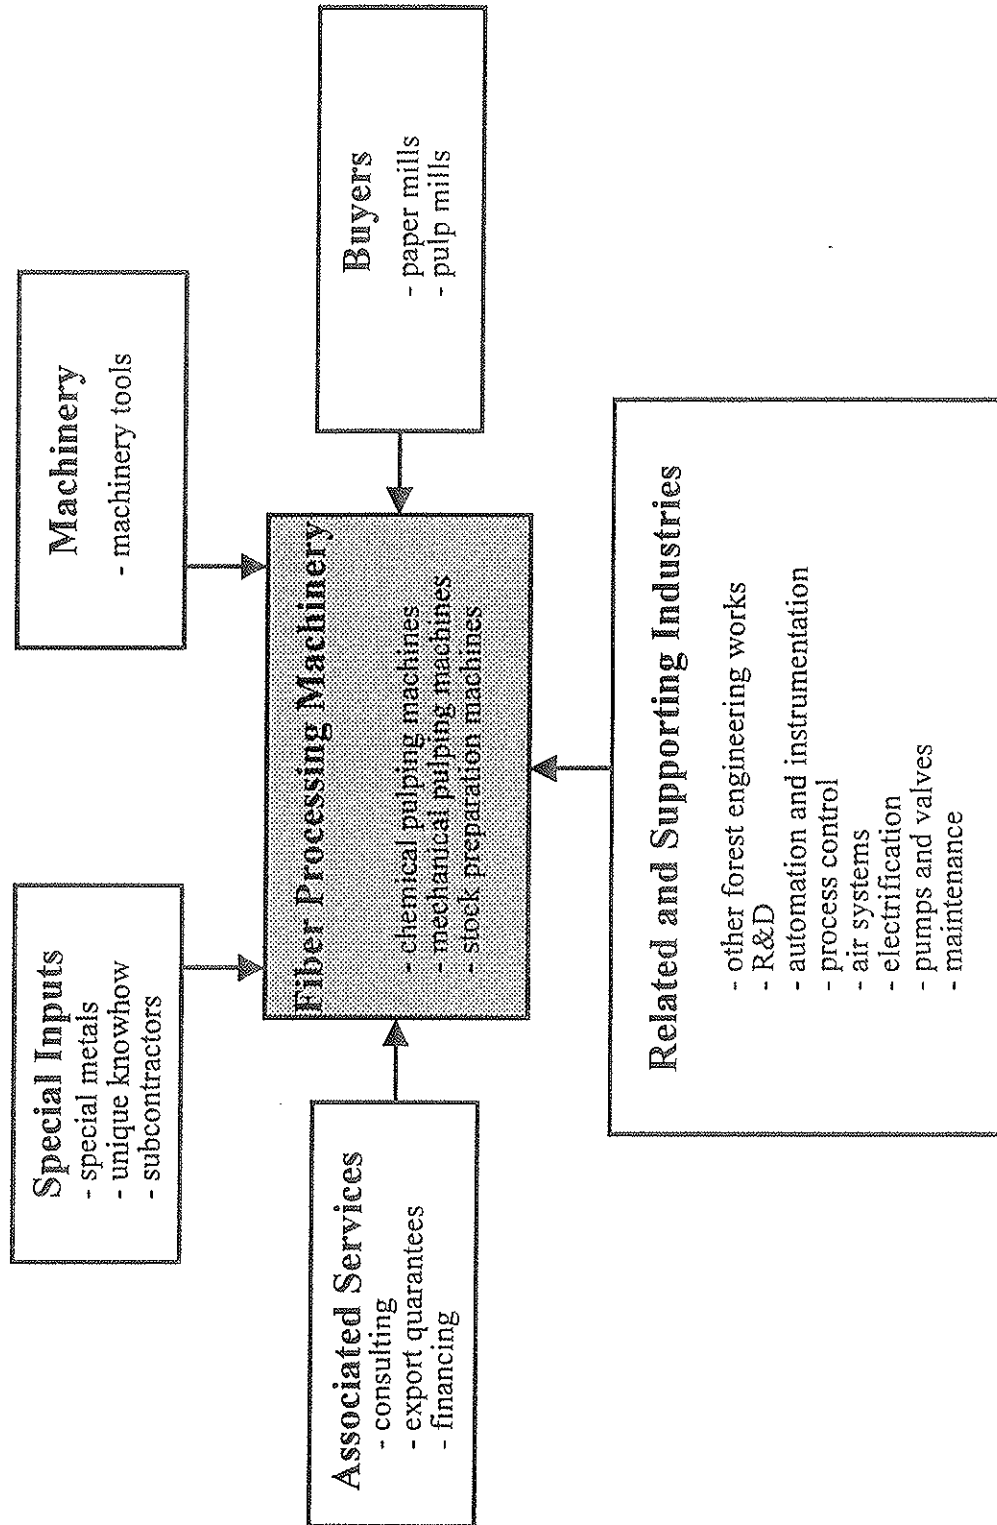 Special Inputs
- special metals
- unique knowhow
- subcontractors
Machinery
- machinery tools
Associated Services
- consulting
- export quarantees
- financing
Fiber Processing Machinery
- chemical pulping machines
- mechanical pulping machines
- stock preparation machines
Buyers
- paper mills
- pulp mills
Related and Supporting Industries
- other forest engineering works
- R&D
- automation and instrumentation
- process control
- air systems
- electrification
- pumps and valves
- maintenance